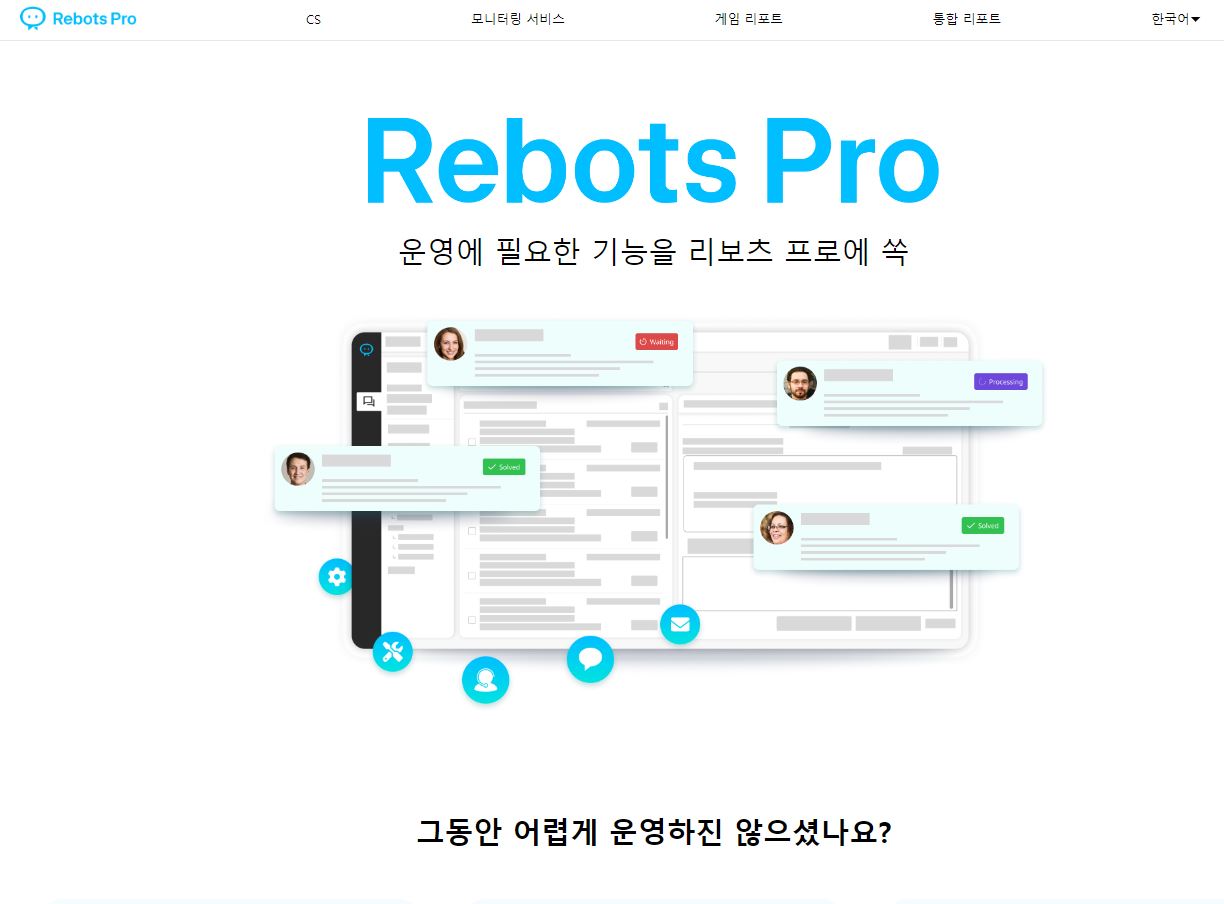 Rebots Pro
CS
모니터링 서비스
게임 리포트
통합 리포트
한국어
Rebots Pro
운영에 필요한 기능을 리보츠 프로에 쏙
Waiting
Processing
Solved
Solved
그동안 어렵게 운영하진 않으셨나요?